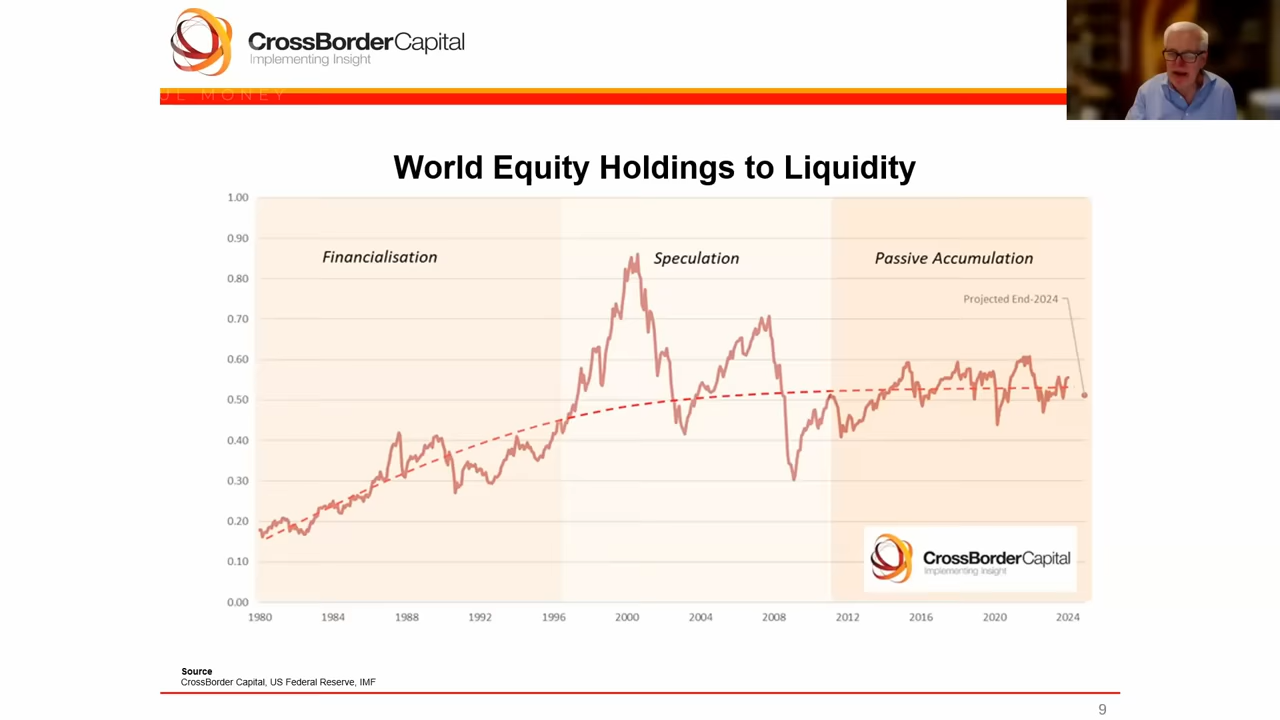 CrossBorderCapital
Implementing Insight
UL MONEY
World Equity Holdings to Liquidity
1.00
0.90
0.80
0.70
0.60
0.50
0.40
0.30
0.20
0.10
0.00
Financialisation
Speculation
Passive Accumulation
Projected End-2024
CrossBorderCapital
Implementing Insight
1980 1984 1988 1992 1996 2000 2004 2008 2012 2016 2020 2024
Source
CrossBorder Capital, US Federal Reserve, IMF
9